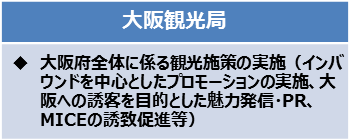 大阪観光局
◆ 大阪府全体に係る観光施策の実施（インバ
ウンドを中心としたプロモーションの実施、大
阪への誘客を目的とした魅力発信・PR、
MICEの誘致促進等）